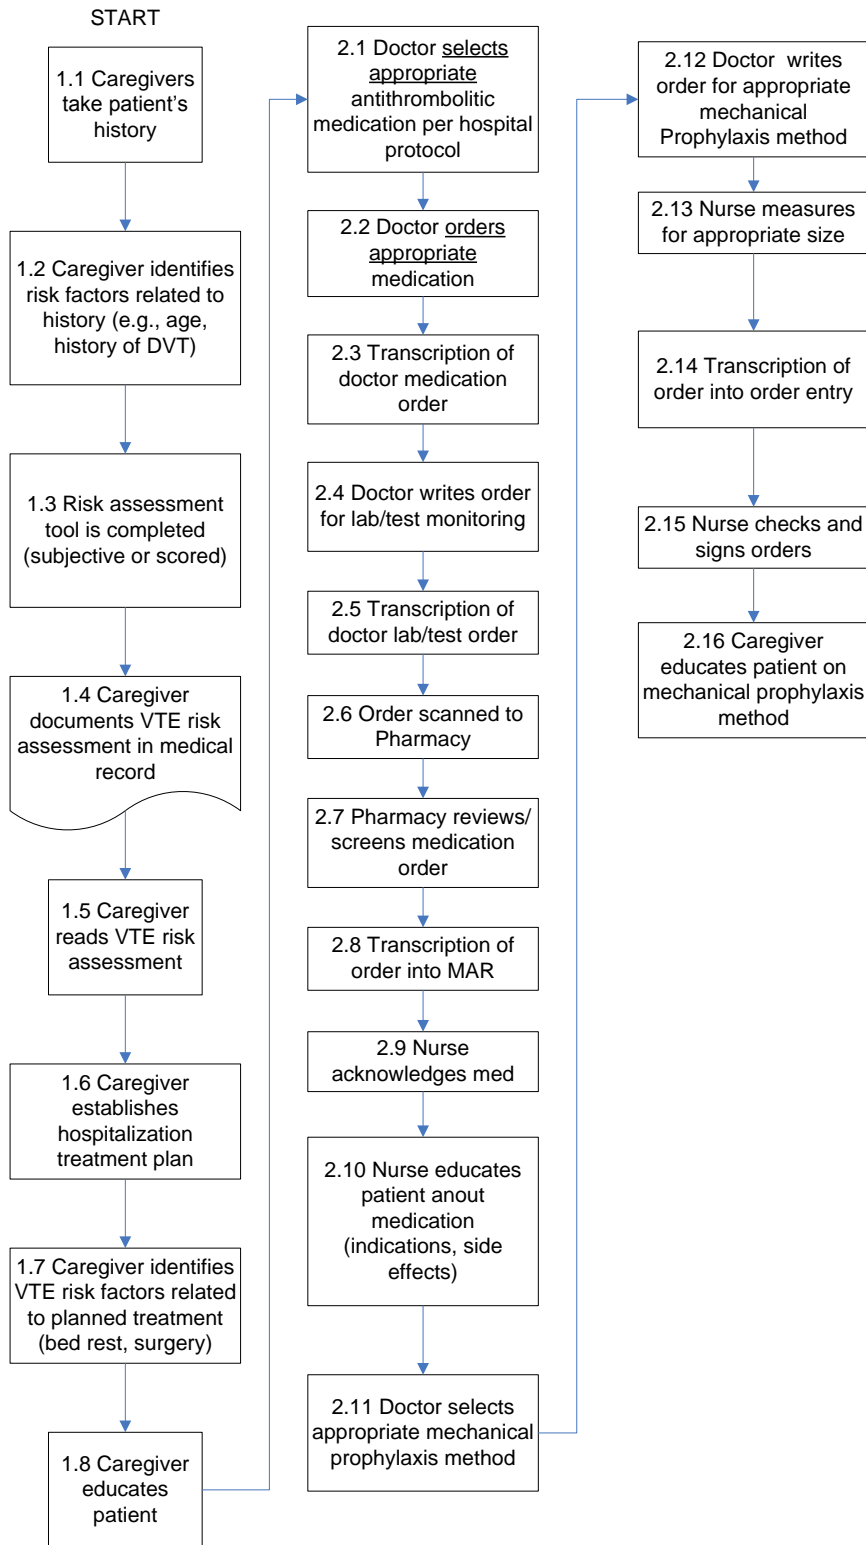 START
1.1 Caregivers
take patient's
history
1.2 Caregiver identifies
risk factors related to
history (e.g., age,
history of DVT)
1.3 Risk assessment
tool is completed
(subjective or scored)
1.4 Caregiver
documents VTE risk
assessment in medical
record
1.5 Caregiver
reads VTE risk
assessment
1.6 Caregiver
establishes
hospitalization
treatment plan
1.7 Caregiver identifies
VTE risk factors related
to planned treatment
(bed rest, surgery)
1.8 Caregiver
educates
patient
2.1 Doctor selects
appropriate
antithrombolitic
medication per hospital
protocol
2.2 Doctor orders
appropriate
medication
2.3 Transcription of
doctor medication
order
2.4 Doctor writes order
for lab/test monitoring
2.5 Transcription of
doctor lab/test order
2.6 Order scanned to
Pharmacy
2.7 Pharmacy reviews/
screens medication
order
2.8 Transcription of
order into MAR
2.9 Nurse
acknowledges med
2.10 Nurse educates
patient anout
medication
(indications, side
effects)
2.11 Doctor selects
appropriate mechanical
prophylaxis method
2.12 Doctor  writes
order for appropriate
mechanical
Prophylaxis method
2.13 Nurse measures
for appropriate size
2.14 Transcription of
order into order entry
2.15 Nurse checks and
signs orders
2.16 Caregiver
educates patient on
mechanical prophylaxis
method